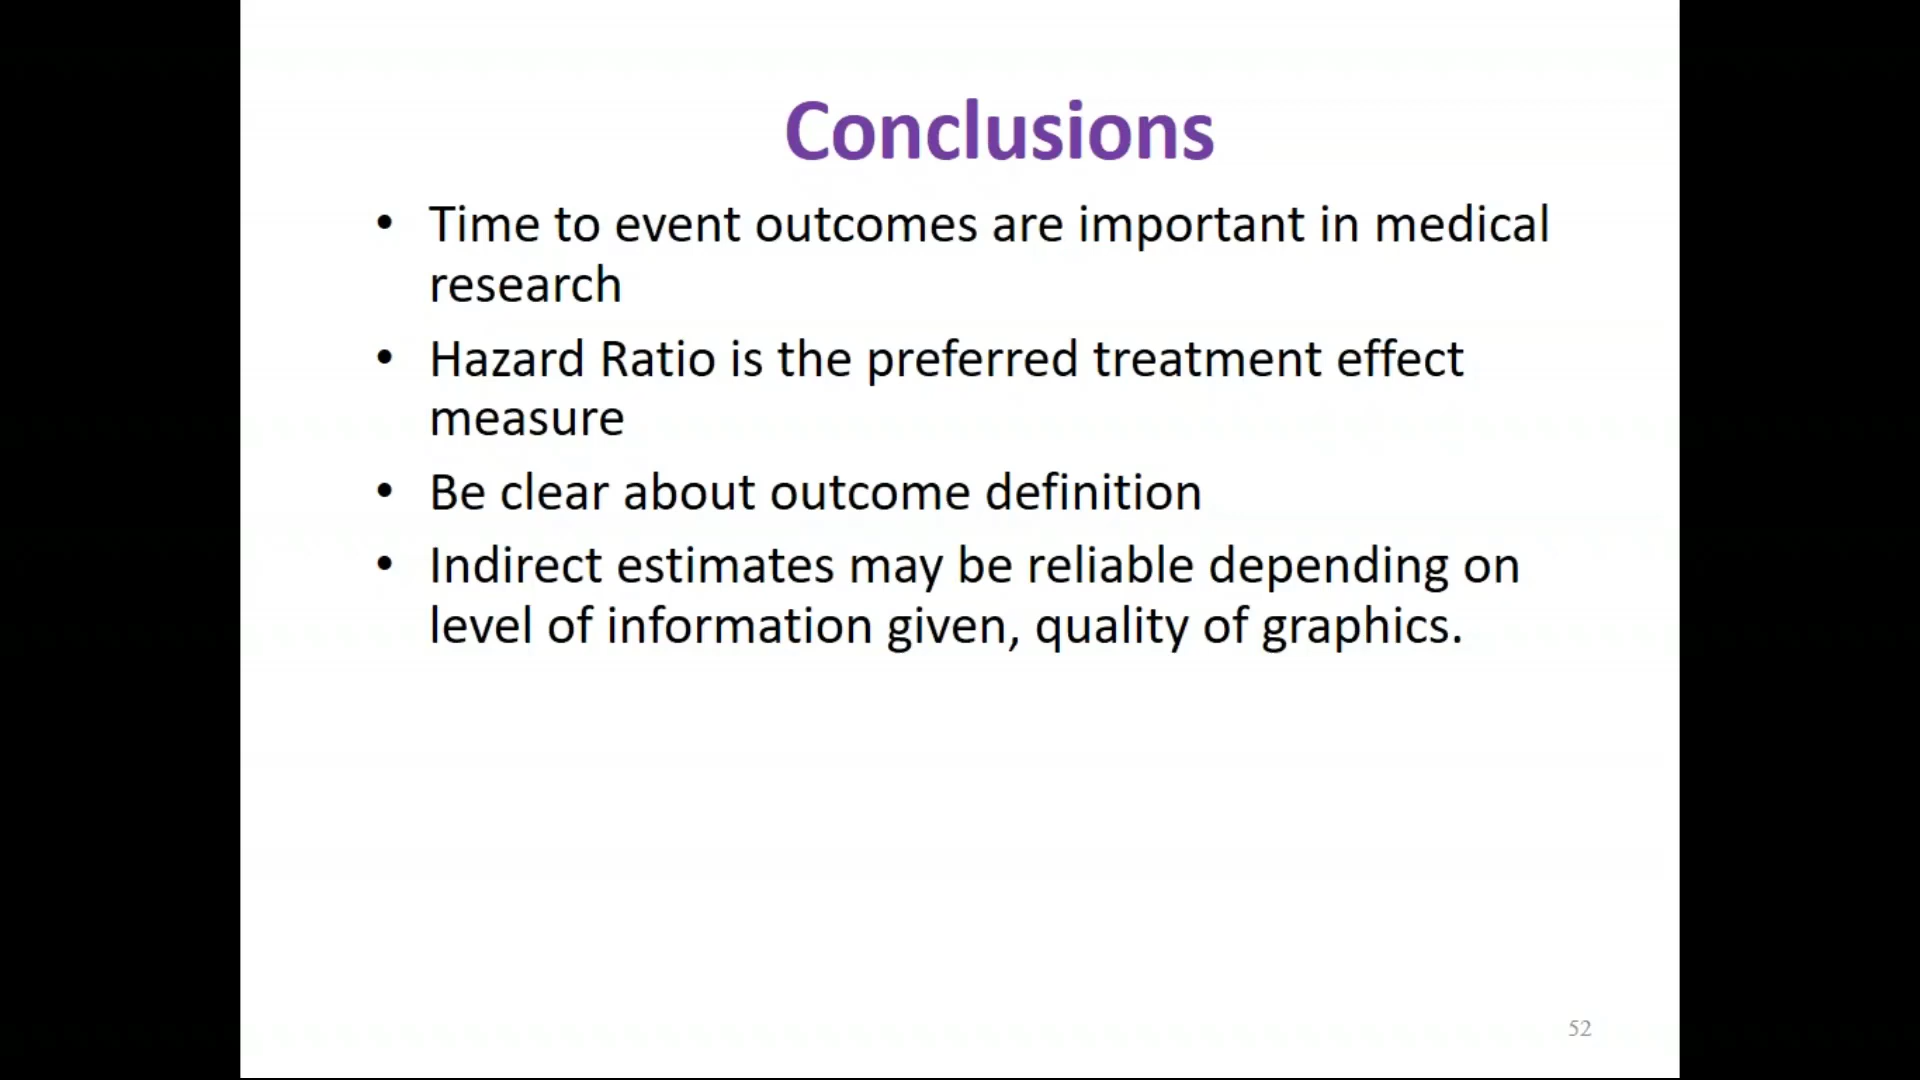 Conclusions
• Time to event outcomes are important in medical
research
• Hazard Ratio is the preferred treatment effect
measure
• Be clear about outcome definition
• Indirect estimates may be reliable depending on
level of information given, quality of graphics.
52